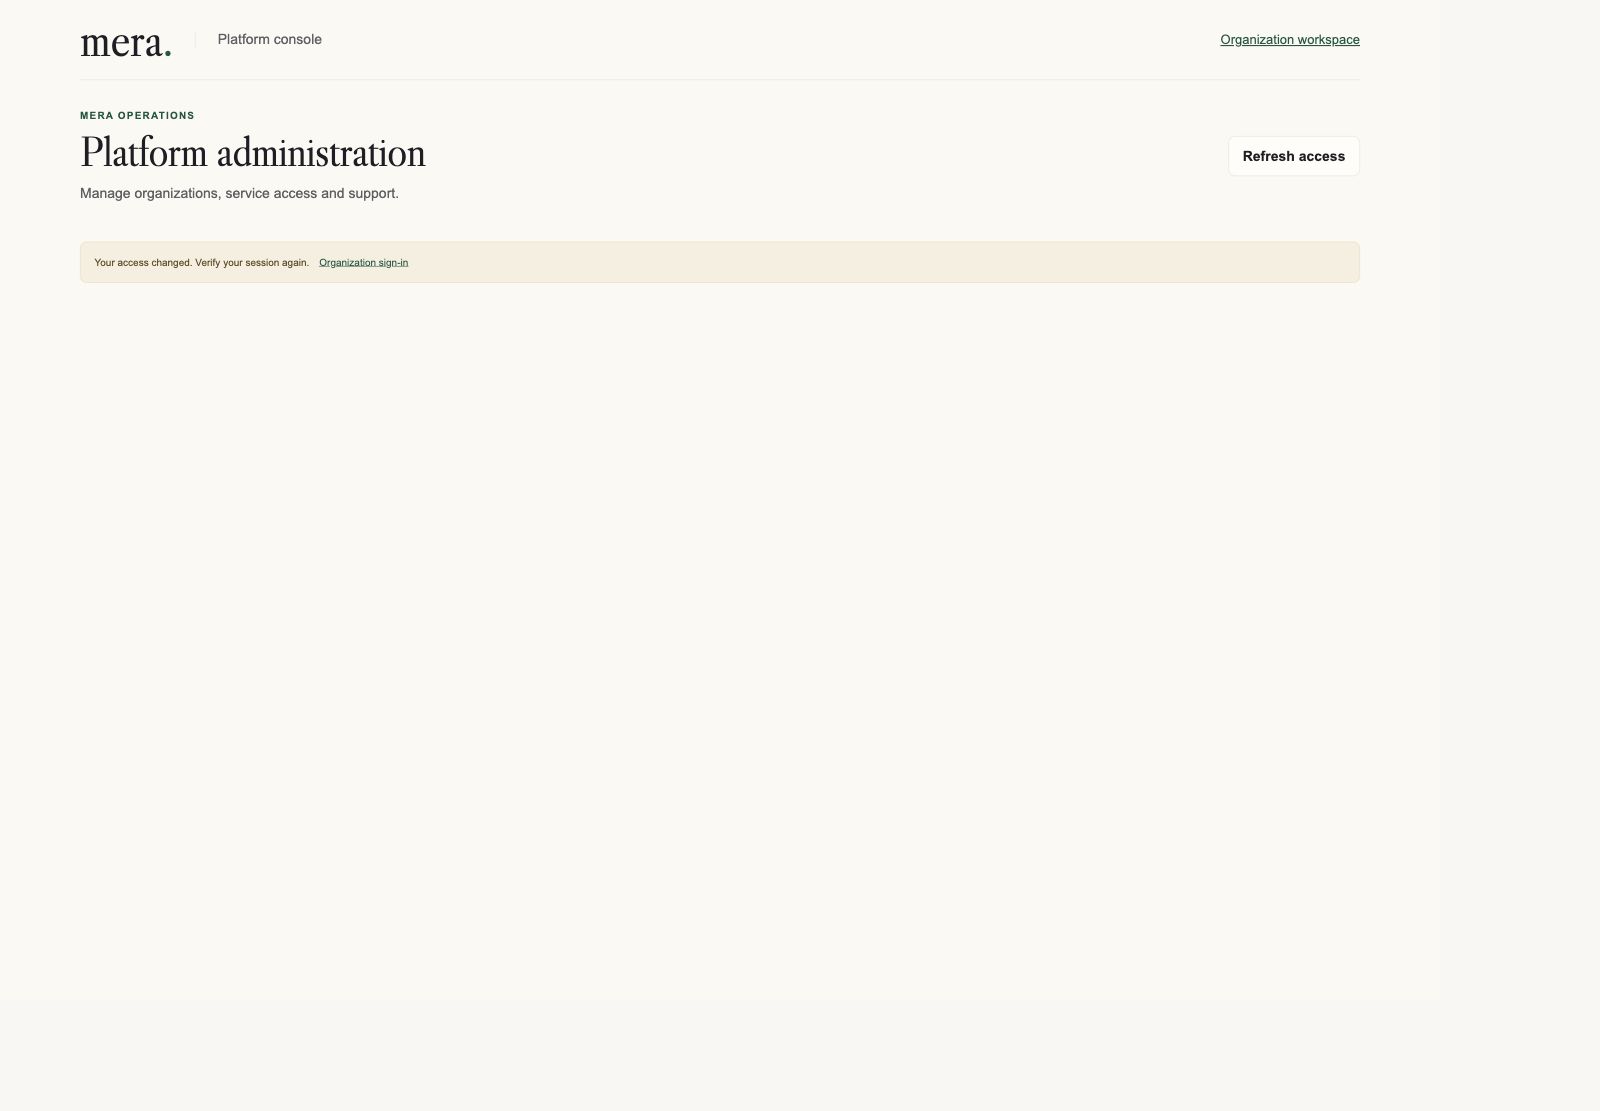 mera.
Platform console
Organization workspace
MERA OPERATIONS
Platform administration
Refresh access
Manage organizations, service access and support.
Your access changed. Verify your session again. Organization sign-in